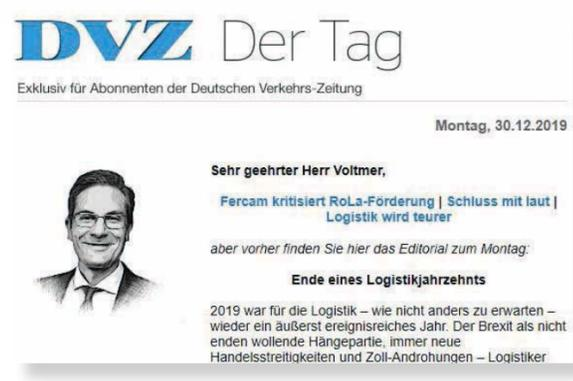 DVZ Der Tag
Exklusiv für Abonnenten der Deutschen Verkehrs-Zeitung
Montag, 30.12.2019
Sehr geehrter Herr Voltmer,
Fercam kritisiert RoLa-Förderung | Schluss mit laut |
Logistik wird teurer
aber vorher finden Sie hier das Editorial zum Montag:
Ende eines Logistikjahrzehnts
2019 war für die Logistik – wie nicht anders zu erwarten –
wieder ein äußerst ereignisreiches Jahr. Der Brexit als nicht
enden wollende Hängepartie, immer neue
Handelsstreitigkeiten und Zoll-Androhungen – Logistiker